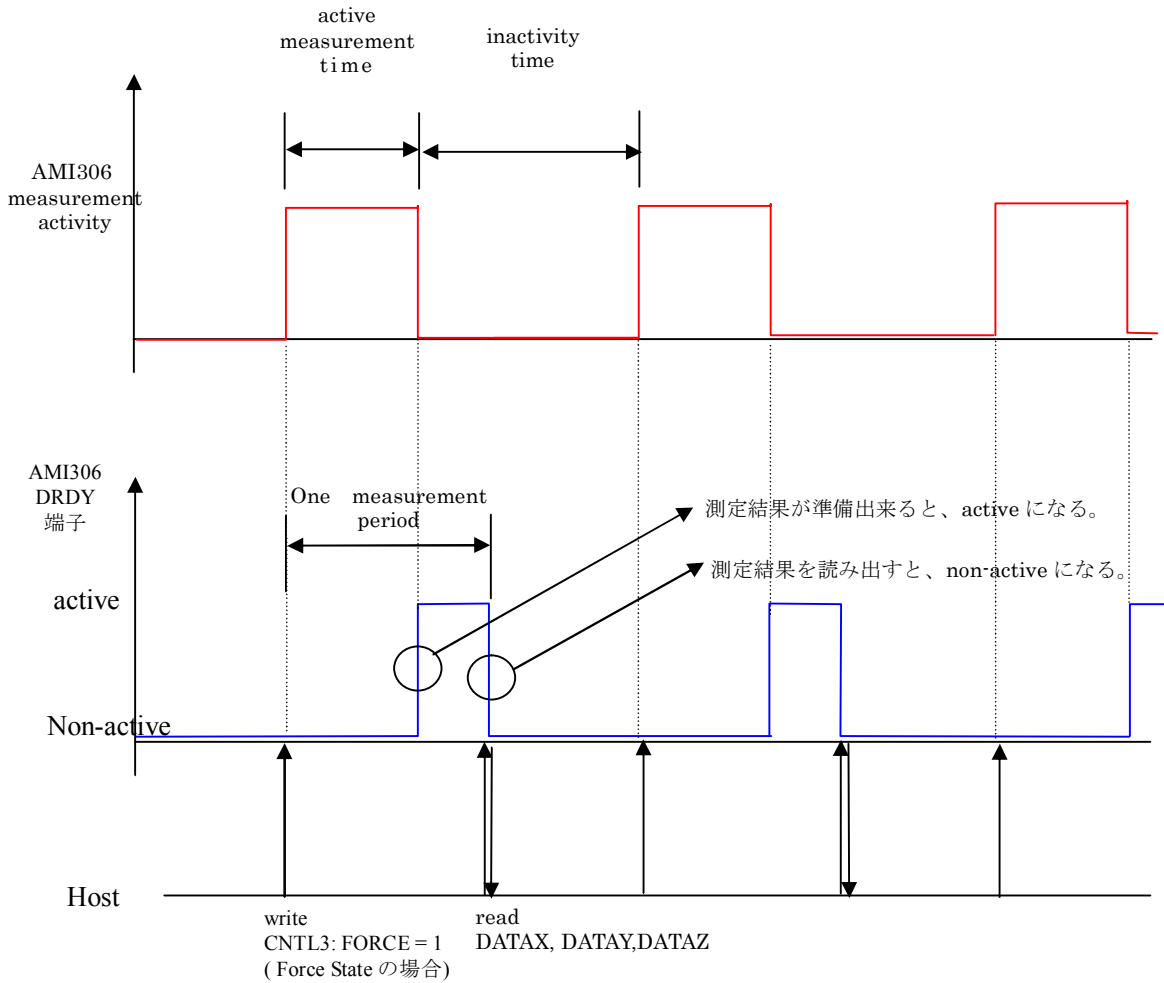 active
measurement
time
inactivity
time
AMI306
measurement
activity
AMI306
DRDY
端子
One measurement
period
測定結果が準備出来ると、active になる。
測定結果を読み出すと、non-active になる。
active
Non-active
Host
write
CNTL3: FORCE = 1
( Force State の場合)
read
DATAX, DATAY,DATAZ